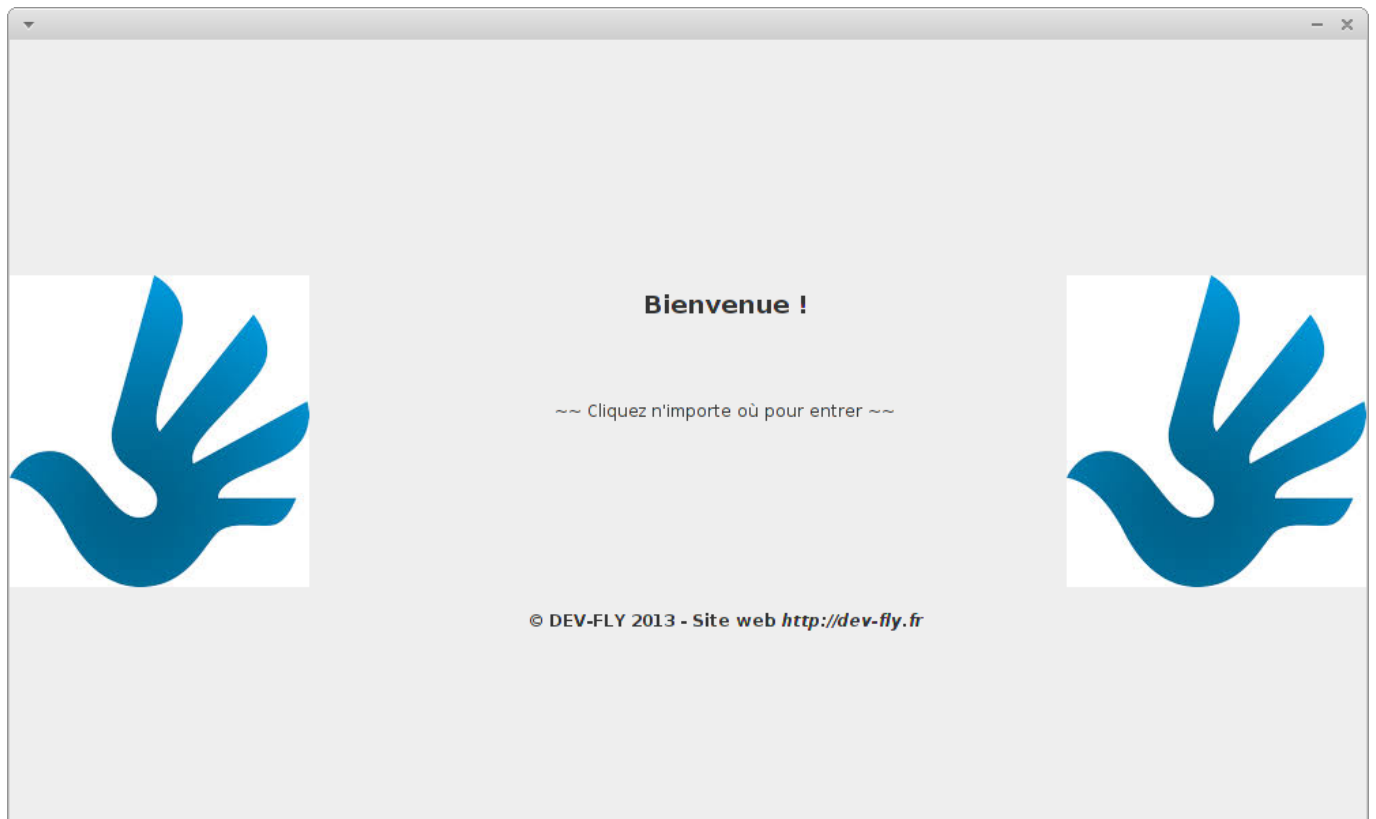 Bienvenue !
~~ Cliquez n'importe où pour entrer ~~
© DEV-FLY 2013 - Site web http://dev-fly.fr